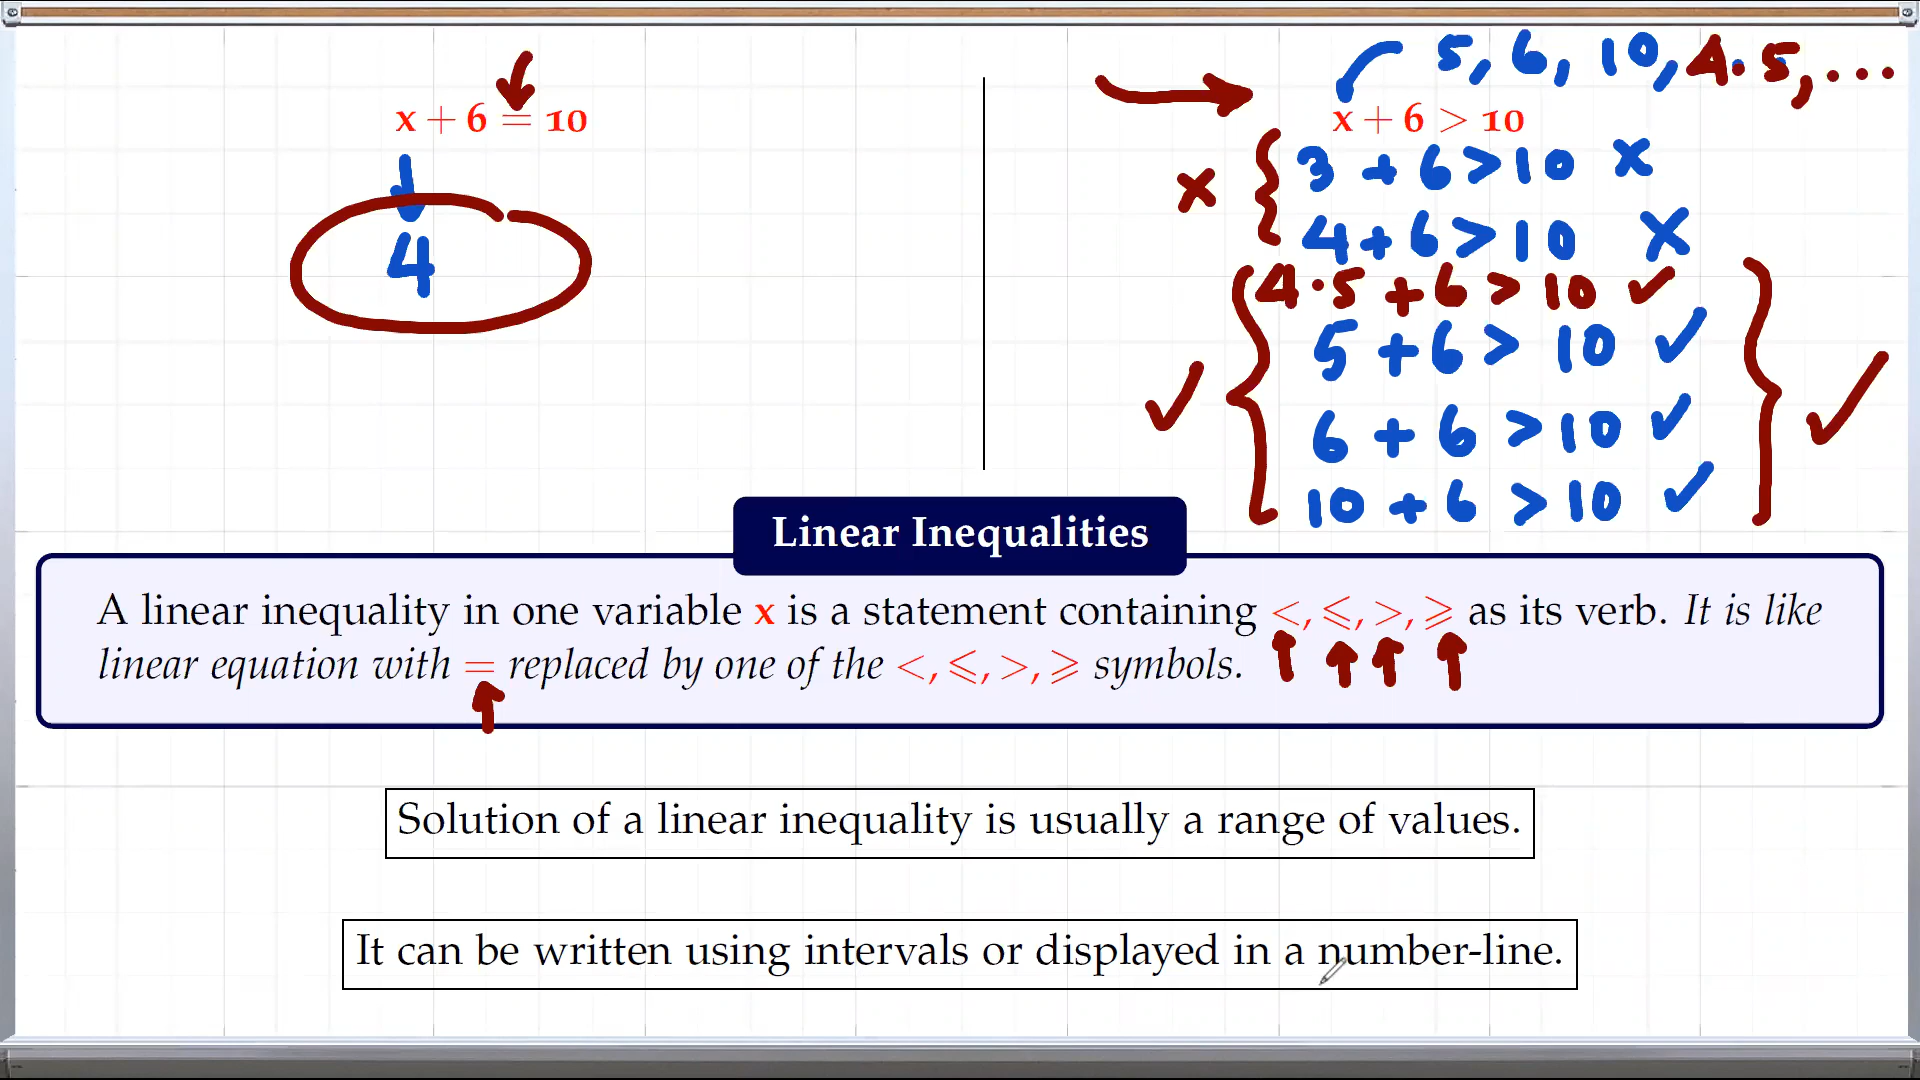 x + 6 = 10
4
5, 6, 10, 4.5, ....
x + 6 > 10
x { 3 + 6 > 10 x
4 + 6 > 10 x
4.5 + 6 > 10 ✓
✓ { 5 + 6 > 10 ✓ } ✓
6 + 6 > 10 ✓
10 + 6 > 10 ✓
Linear Inequalities
A linear inequality in one variable x is a statement containing <, ⩽, >, ⩾ as its verb. It is like
linear equation with = replaced by one of the <, ⩽, >, ⩾ symbols.
Solution of a linear inequality is usually a range of values.
It can be written using intervals or displayed in a number-line.